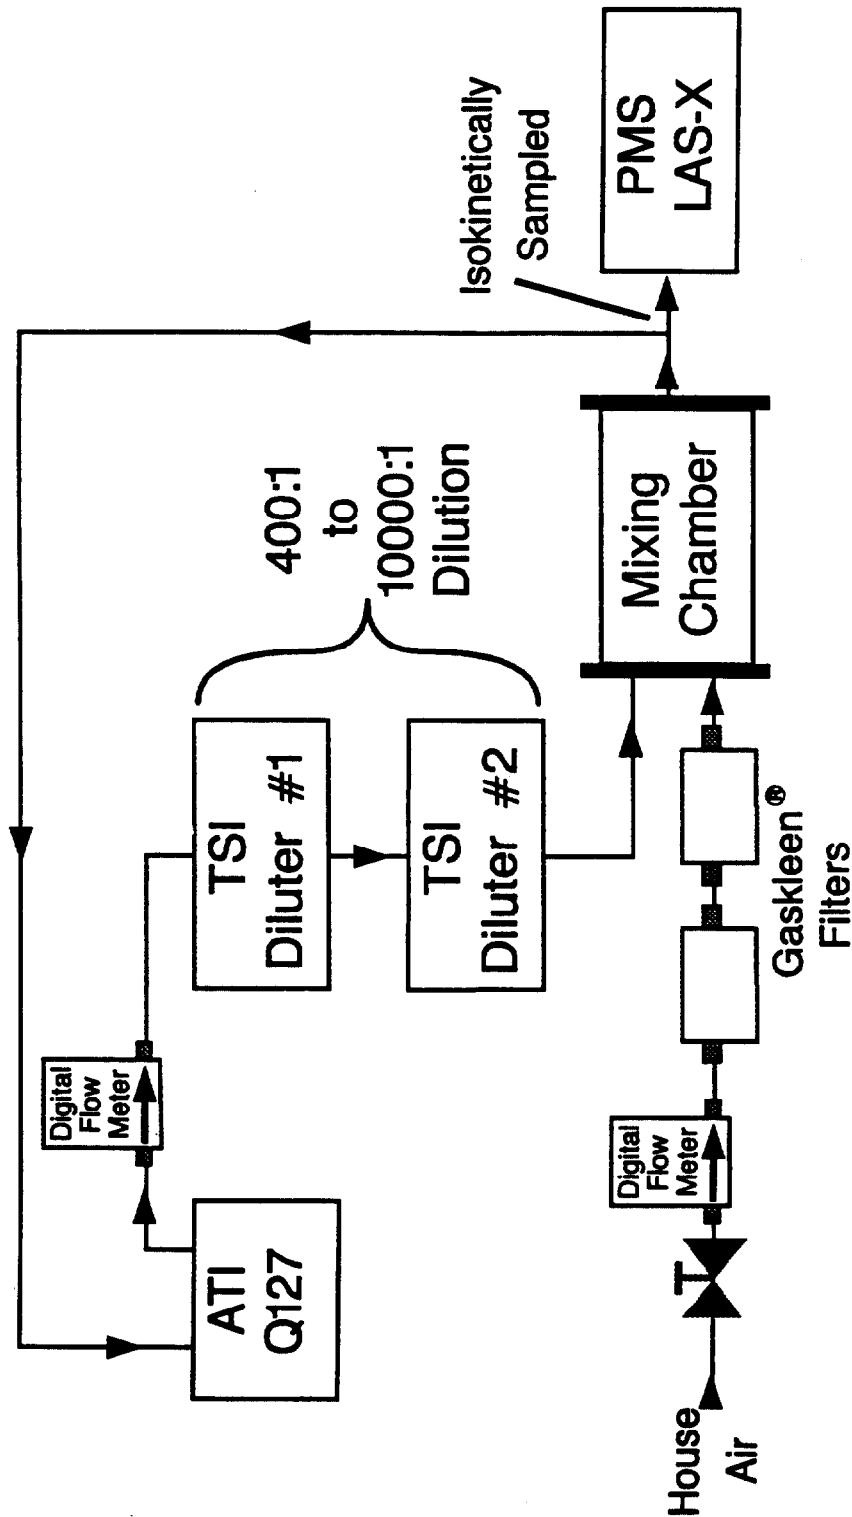 Digital
Flow
Meter
ATI
Q127
TSI
Diluter #1
TSI
Diluter #2
400:1
to
10000:1
Dilution
Isokinetically
Sampled
House
Air
Digital
Flow
Meter
Gaskleen®
Filters
Mixing
Chamber
PMS
LAS-X